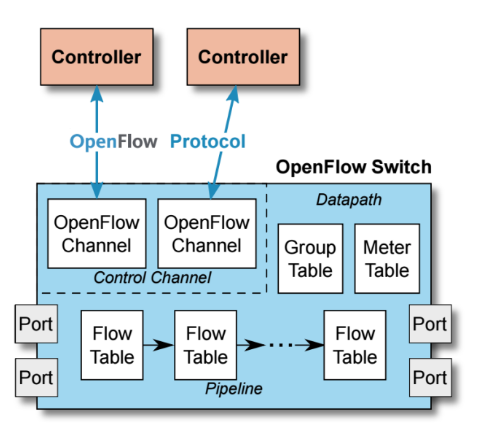 Controller
Controller
OpenFlow Protocol
OpenFlow Switch
OpenFlow
Channel
OpenFlow
Channel
Control Channel
Datapath
Group
Table
Meter
Table
Port
Port
Flow
Table
Flow
Table
Flow
Table
Pipeline
Port
Port